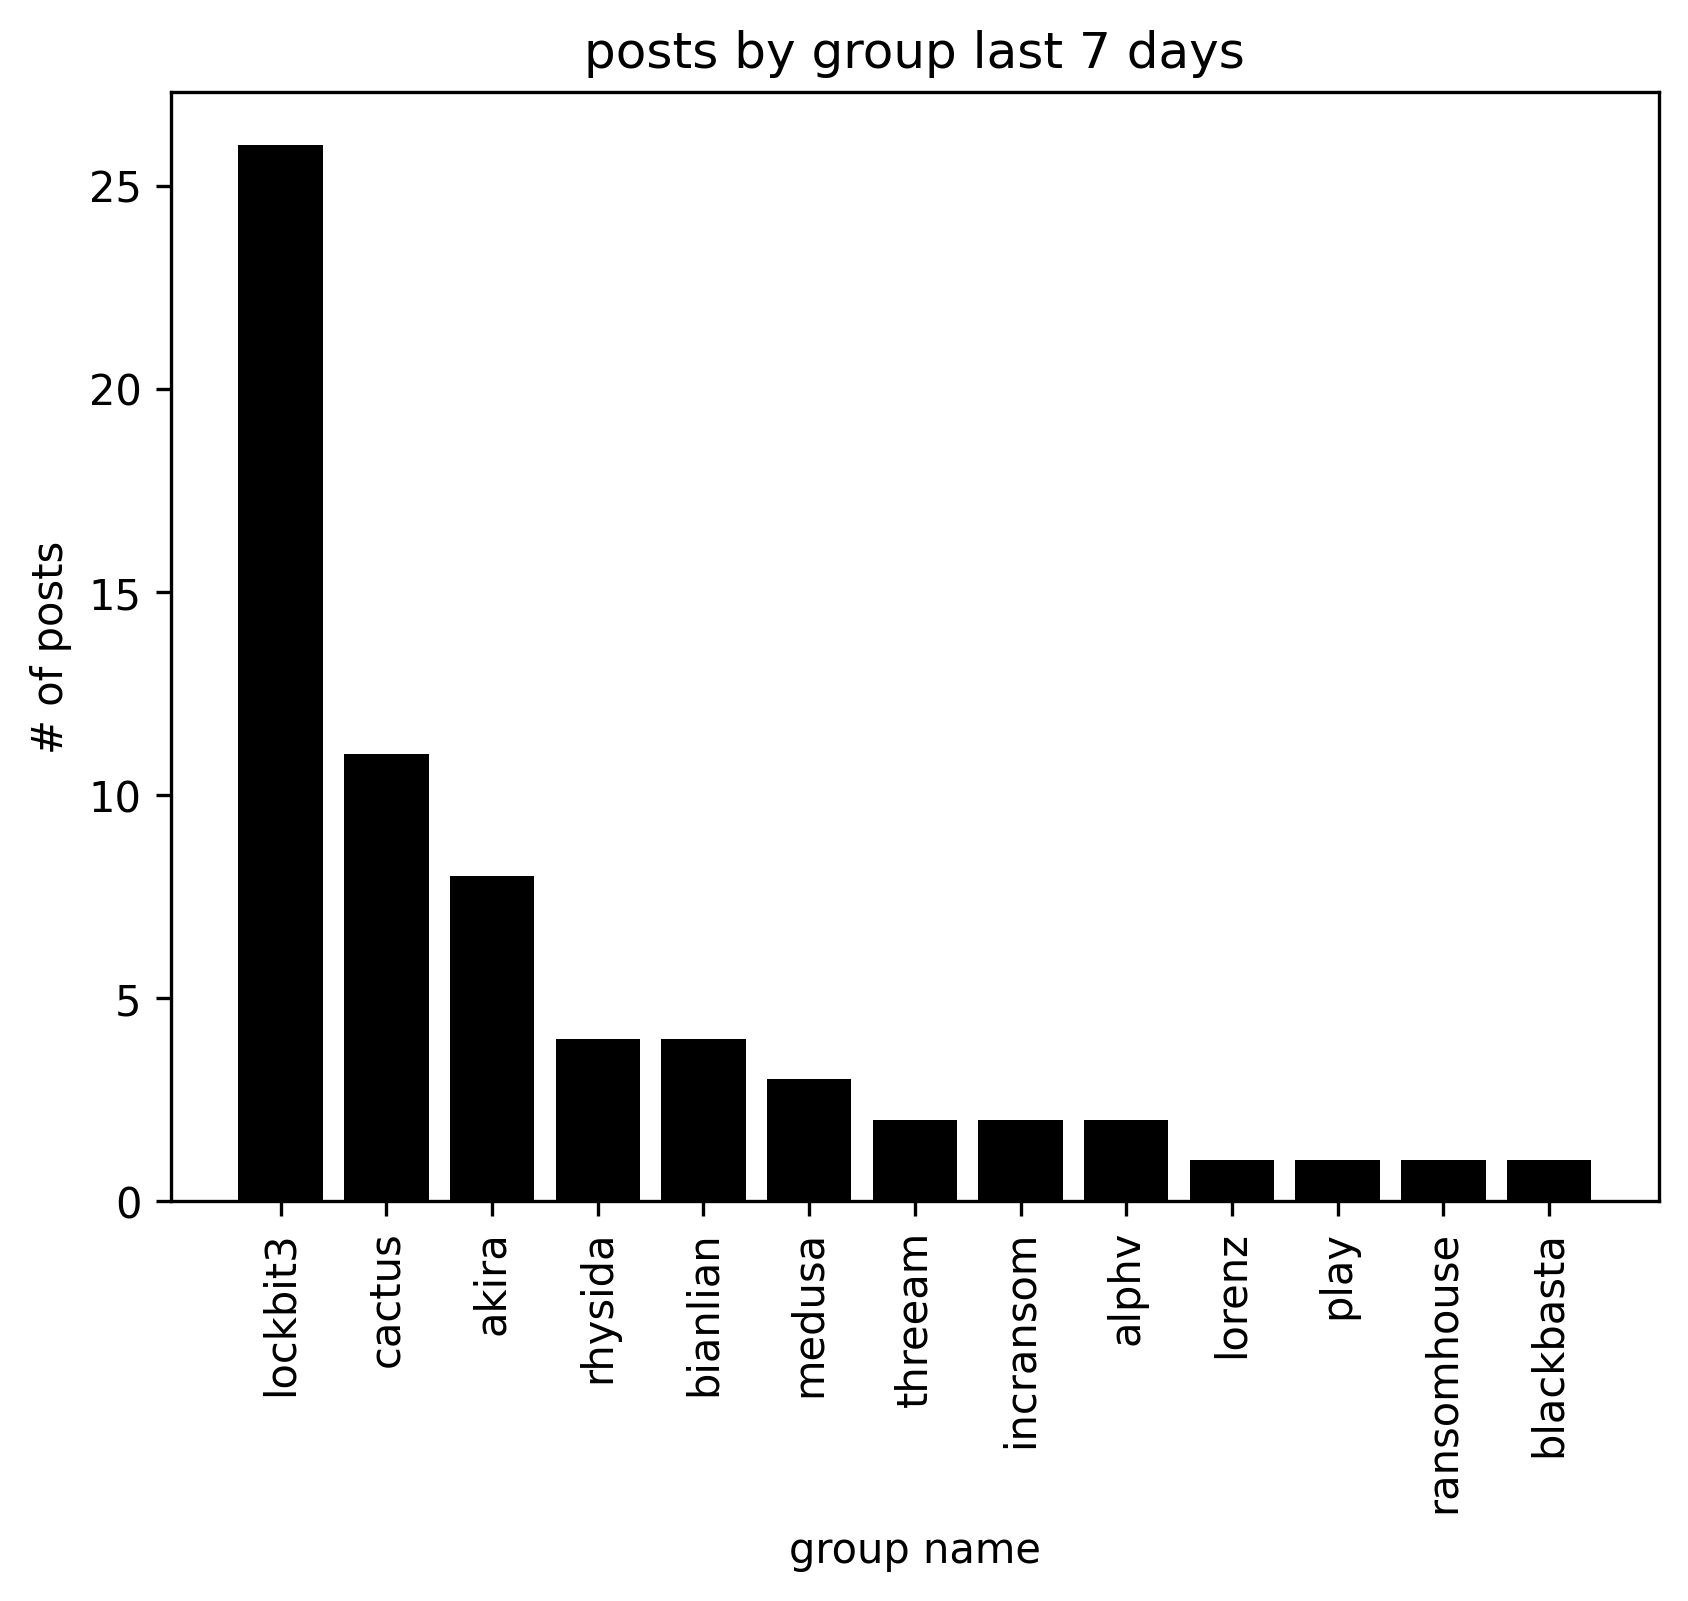 posts by group last 7 days
# of posts
25
20
15
10
5
0
lockbit3
cactus
akira
rhysida
bianlian
medusa
threeam
incransom
alphv
lorenz
play
ransomhouse
blackbasta
group name